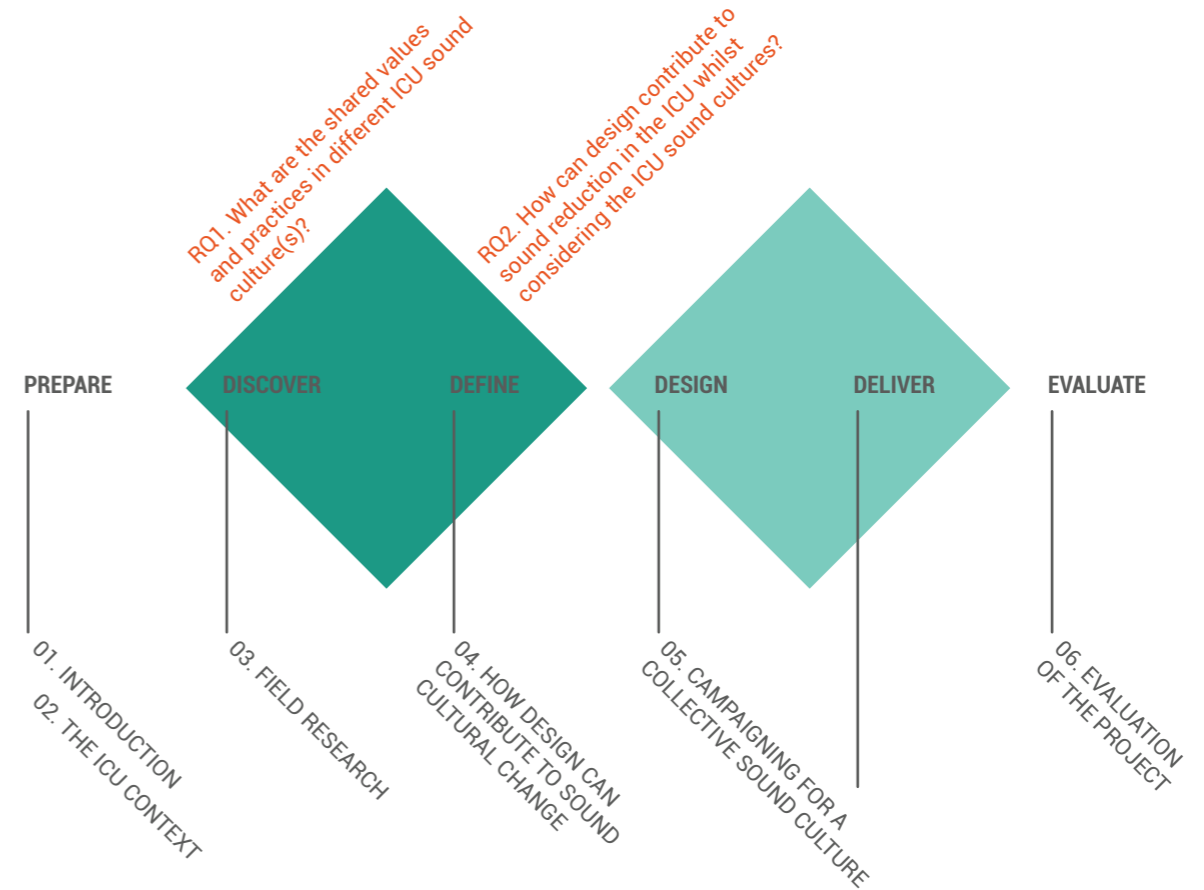 RQ1. What are the shared values
and practices in different ICU sound
culture(s)?
RQ2. How can design contribute to
sound reduction in the ICU whilst
considering the ICU sound cultures?
PREPARE
DISCOVER
DEFINE
DESIGN
DELIVER
EVALUATE
01. INTRODUCTION
02. THE ICU CONTEXT
03. FIELD RESEARCH
04. HOW DESIGN CAN
CONTRIBUTE TO SOUND
CULTURAL CHANGE
05. CAMPAIGNING FOR A
COLLECTIVE SOUND CULTURE
06. EVALUATION
OF THE PROJECT